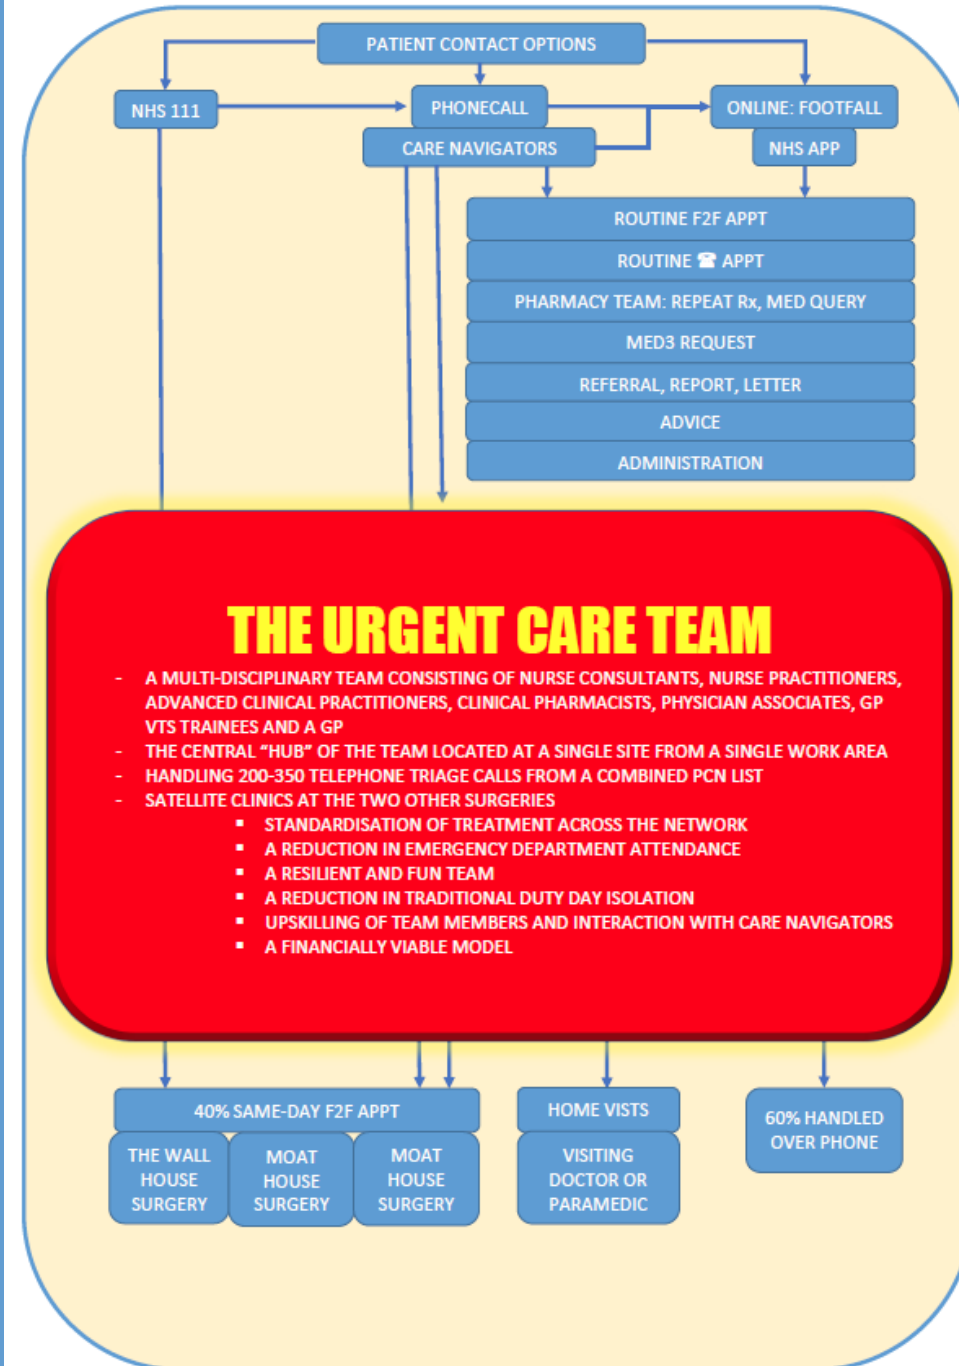 PATIENT CONTACT OPTIONS
NHS 111
PHONECALL
ONLINE: FOOTFALL
CARE NAVIGATORS
NHS APP
ROUTINE F2F APPT
ROUTINE ☎ APPT
PHARMACY TEAM: REPEAT Rx, MED QUERY
MED3 REQUEST
REFERRAL, REPORT, LETTER
ADVICE
ADMINISTRATION
THE URGENT CARE TEAM
- A MULTI-DISCIPLINARY TEAM CONSISTING OF NURSE CONSULTANTS, NURSE PRACTITIONERS,
ADVANCED CLINICAL PRACTITIONERS, CLINICAL PHARMACISTS, PHYSICIAN ASSOCIATES, GP
VTS TRAINEES AND A GP
- THE CENTRAL “HUB” OF THE TEAM LOCATED AT A SINGLE SITE FROM A SINGLE WORK AREA
- HANDLING 200-350 TELEPHONE TRIAGE CALLS FROM A COMBINED PCN LIST
- SATELLITE CLINICS AT THE TWO OTHER SURGERIES
▪ STANDARDISATION OF TREATMENT ACROSS THE NETWORK
▪ A REDUCTION IN EMERGENCY DEPARTMENT ATTENDANCE
▪ A RESILIENT AND FUN TEAM
▪ A REDUCTION IN TRADITIONAL DUTY DAY ISOLATION
▪ UPSKILLING OF TEAM MEMBERS AND INTERACTION WITH CARE NAVIGATORS
▪ A FINANCIALLY VIABLE MODEL
40% SAME-DAY F2F APPT
THE WALL
HOUSE
SURGERY
MOAT
HOUSE
SURGERY
MOAT
HOUSE
SURGERY
HOME VISTS
VISITING
DOCTOR OR
PARAMEDIC
60% HANDLED
OVER PHONE